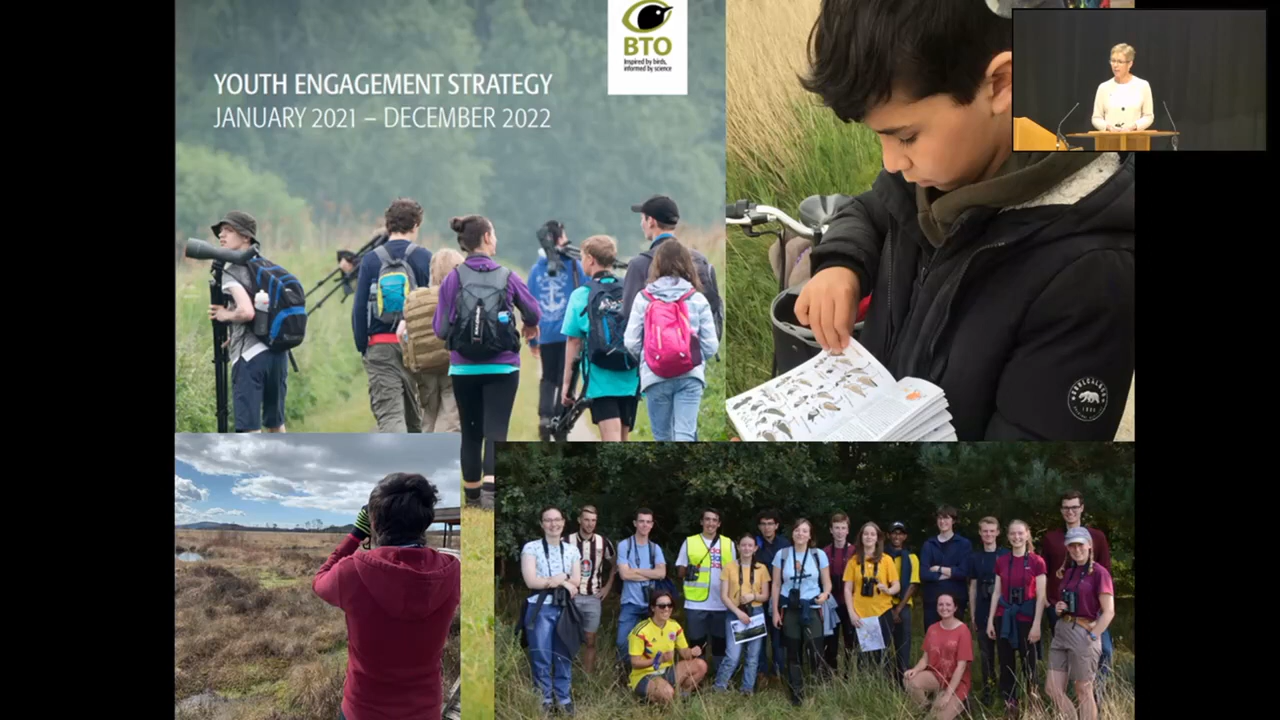 YOUTH ENGAGEMENT STRATEGY
JANUARY 2021 – DECEMBER 2022
BTO
Inspired by birds,
informed by science